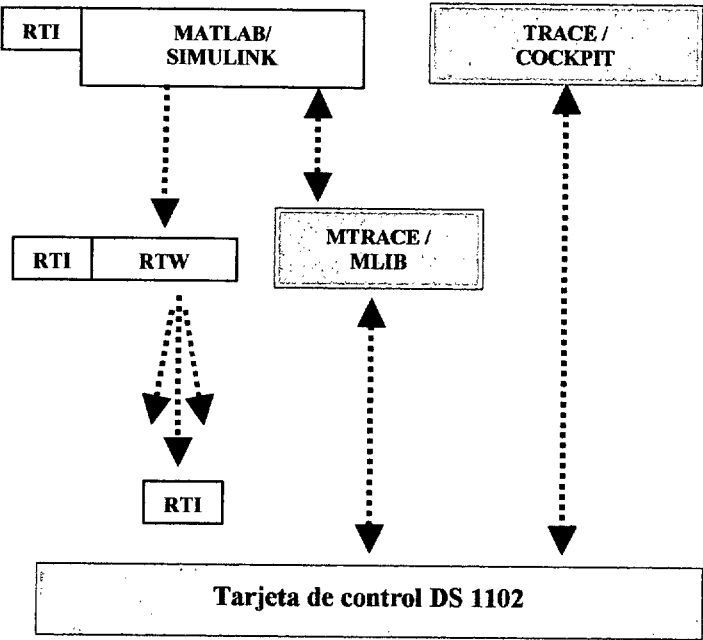 RTI
MATLAB/
SIMULINK
TRACE /
COCKPIT
RTI
RTW
MTRACE /
MLIB
RTI
Tarjeta de control DS 1102